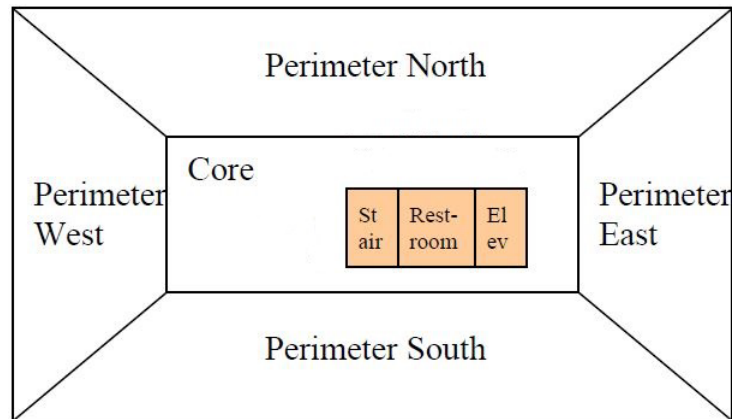 Perimeter North
Core
Perimeter
West
St
air
Rest-
room
El
ev
Perimeter
East
Perimeter South